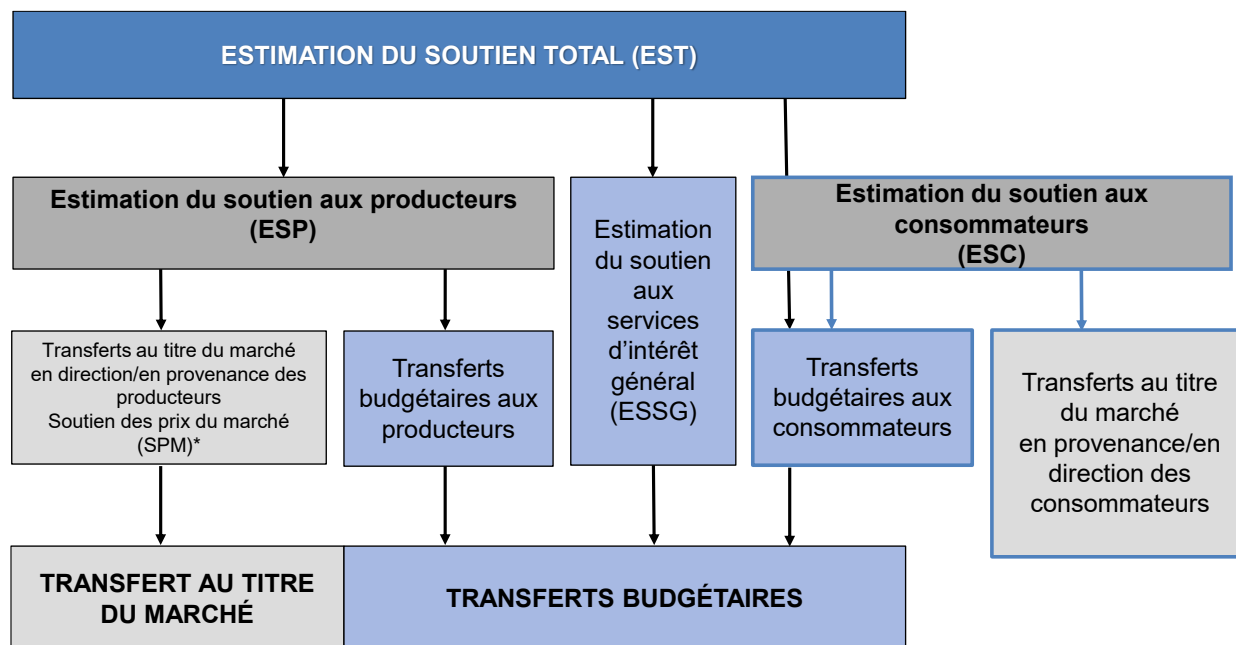 ESTIMATION DU SOUTIEN TOTAL (EST)
Estimation du soutien aux producteurs
(ESP)
Estimation
du soutien
aux
services
d’intérêt
général
(ESSG)
Estimation du soutien aux
consommateurs
(ESC)
Transferts au titre du marché
en direction/en provenance des
producteurs
Soutien des prix du marché
(SPM)*
Transferts
budgétaires aux
producteurs
Transferts
budgétaires aux
consommateurs
Transferts au titre
du marché
en provenance/en
direction des
consommateurs
TRANSFERT AU TITRE
DU MARCHÉ
TRANSFERTS BUDGÉTAIRES